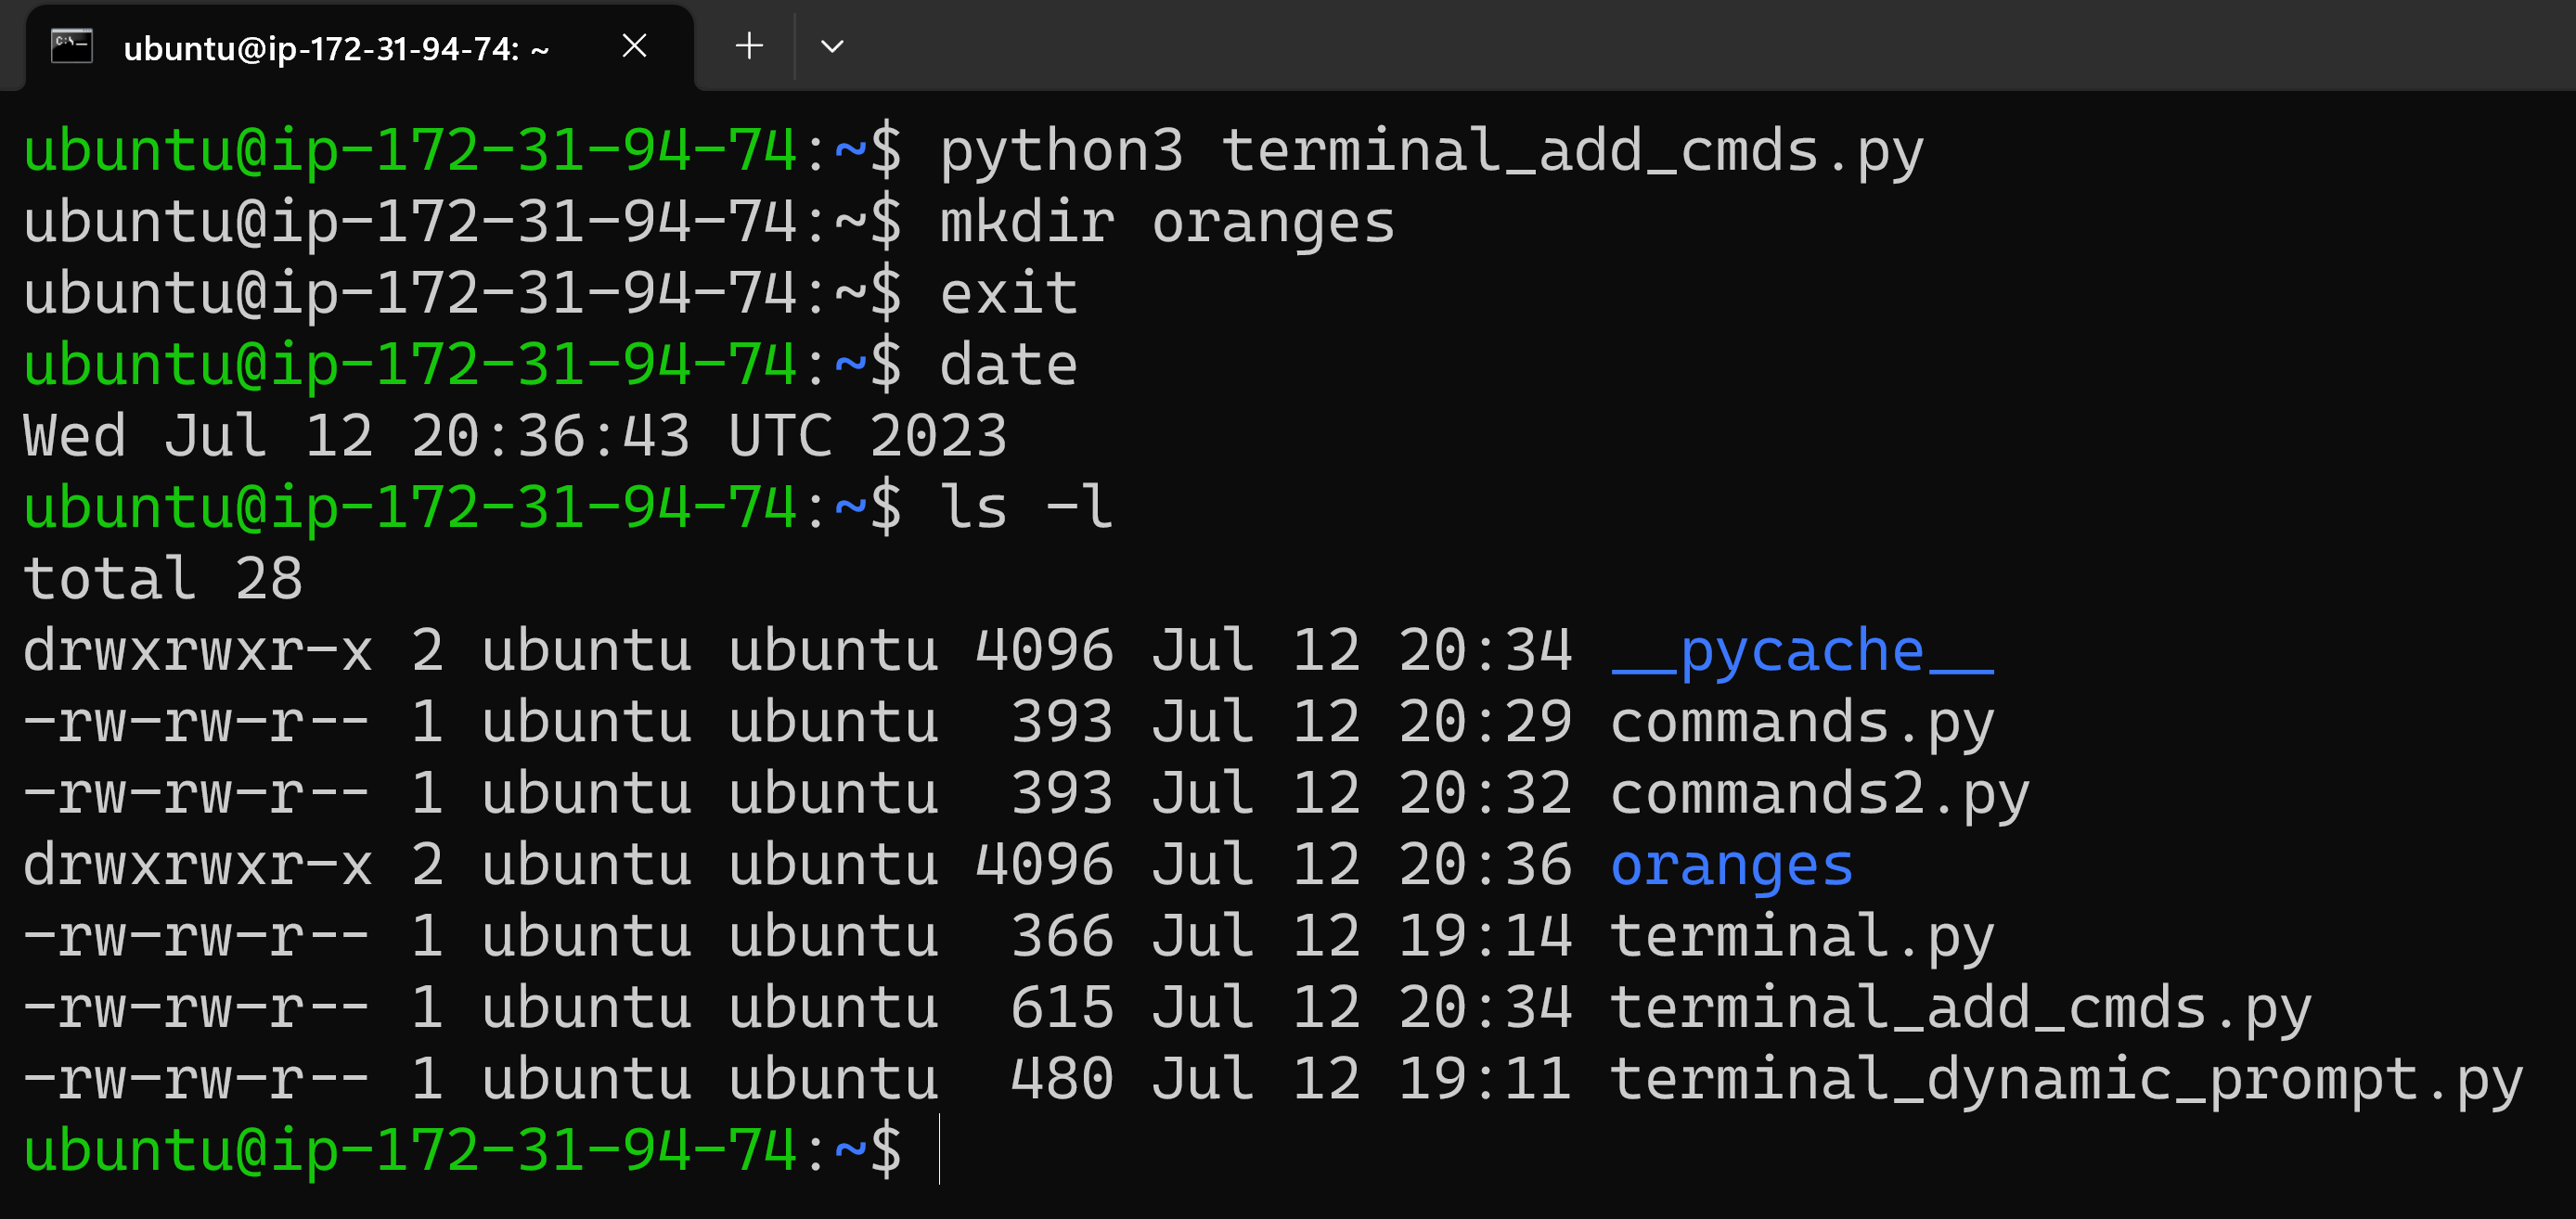 ubuntu@ip-172-31-94-74: ~
ubuntu@ip-172-31-94-74:~$ python3 terminal_add_cmds.py
ubuntu@ip-172-31-94-74:~$ mkdir oranges
ubuntu@ip-172-31-94-74:~$ exit
ubuntu@ip-172-31-94-74:~$ date
Wed Jul 12 20:36:43 UTC 2023
ubuntu@ip-172-31-94-74:~$ ls -l
total 28
drwxrwxr-x 2 ubuntu ubuntu 4096 Jul 12 20:34 __pycache__
-rw-rw-r-- 1 ubuntu ubuntu  393 Jul 12 20:29 commands.py
-rw-rw-r-- 1 ubuntu ubuntu  393 Jul 12 20:32 commands2.py
drwxrwxr-x 2 ubuntu ubuntu 4096 Jul 12 20:36 oranges
-rw-rw-r-- 1 ubuntu ubuntu  366 Jul 12 19:14 terminal.py
-rw-rw-r-- 1 ubuntu ubuntu  615 Jul 12 20:34 terminal_add_cmds.py
-rw-rw-r-- 1 ubuntu ubuntu  480 Jul 12 19:11 terminal_dynamic_prompt.py
ubuntu@ip-172-31-94-74:~$